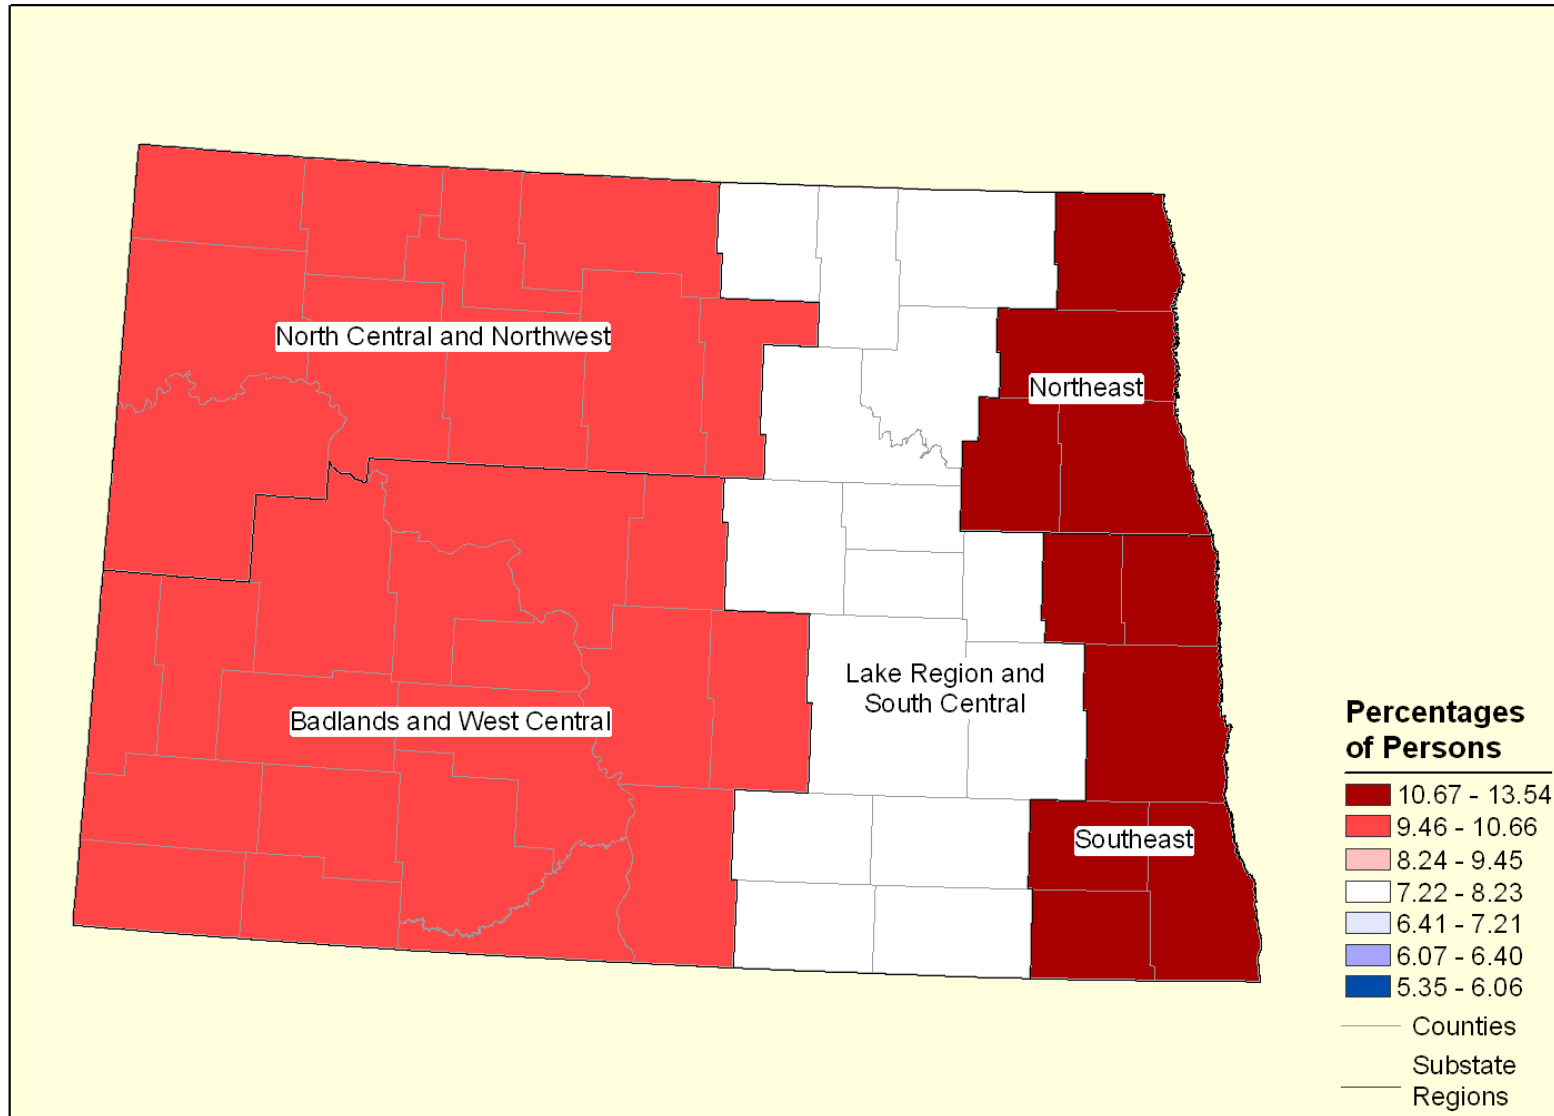 North Central and Northwest
Northeast
Lake Region and
South Central
Badlands and West Central
Southeast
Percentages
of Persons
10.67 - 13.54
9.46 - 10.66
8.24 - 9.45
7.22 - 8.23
6.41 - 7.21
6.07 - 6.40
5.35 - 6.06
Counties
Substate
Regions